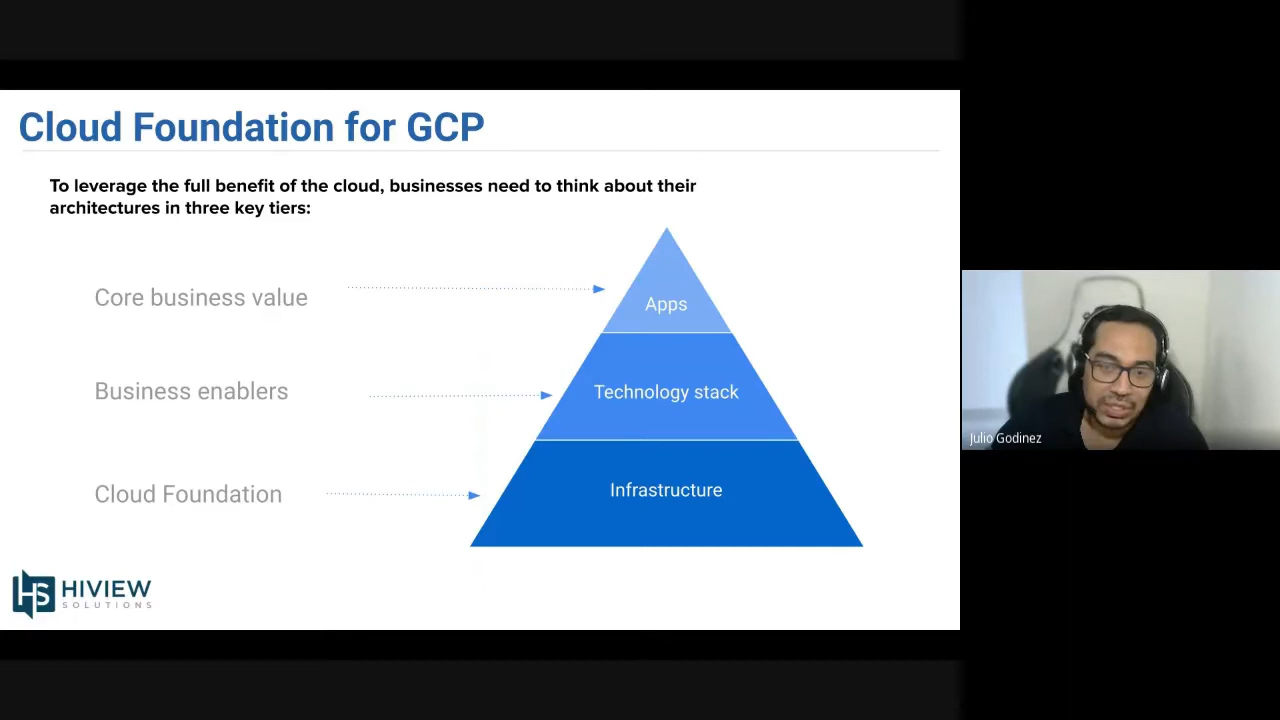 Cloud Foundation for GCP
To leverage the full benefit of the cloud, businesses need to think about their
architectures in three key tiers:
Core business value
Apps
Business enablers
Technology stack
Cloud Foundation
Infrastructure
HS HIVIEW
SOLUTIONS
Julio Godinez